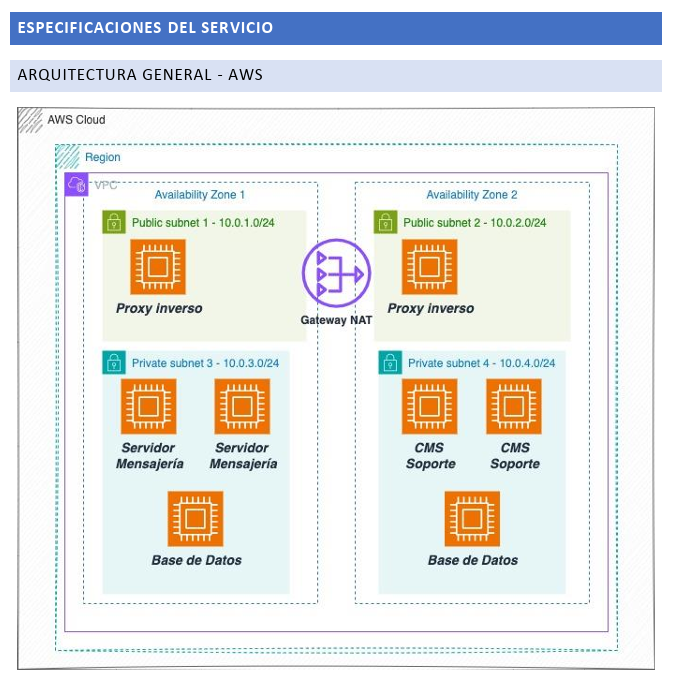 ESPECIFICACIONES DEL SERVICIO
ARQUITECTURA GENERAL - AWS
AWS Cloud
Region
VPC
Availability Zone 1
Availability Zone 2
Public subnet 1 - 10.0.1.0/24
Public subnet 2 - 10.0.2.0/24
Proxy inverso
Proxy inverso
Gateway NAT
Private subnet 3 - 10.0.3.0/24
Private subnet 4 - 10.0.4.0/24
Servidor
Mensajería
Servidor
Mensajería
CMS
Soporte
CMS
Soporte
Base de Datos
Base de Datos